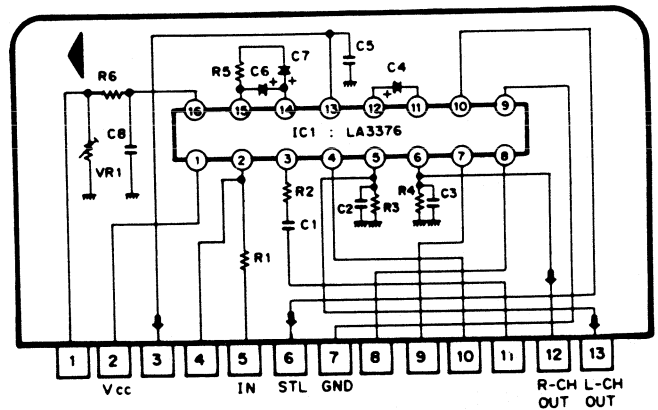 C7
C5
R5
C6
C4
R6
+
+
+
16
15
14
13
12
11
10
9
C8
IC1 : LA3376
1
2
3
4
5
6
7
8
VR1
R2
C2
R3
R4
C3
C1
R1
1
2
3
4
5
6
7
8
9
10
11
12
13
Vcc
IN
STL
GND
R-CH
OUT
L-CH
OUT